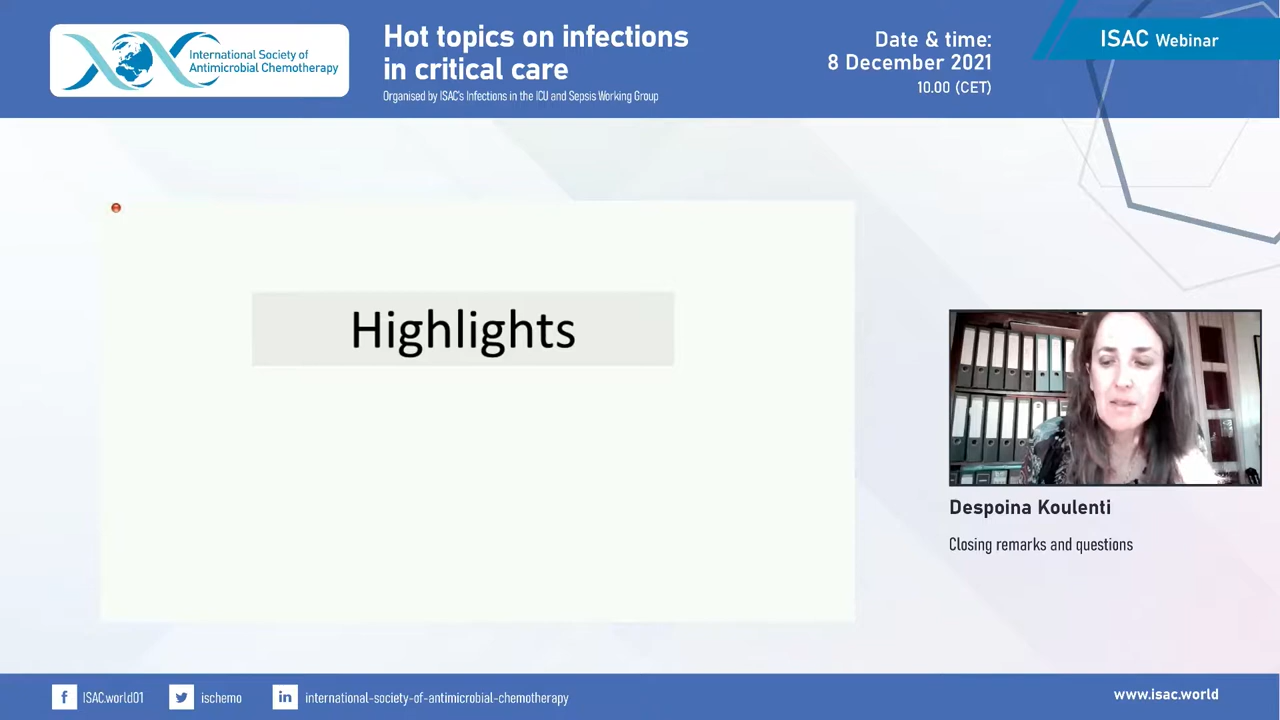 International Society of
Antimicrobial Chemotherapy
Hot topics on infections
in critical care
Organised by ISAC's Infections in the ICU and Sepsis Working Group
Date & time:
8 December 2021
10.00 (CET)
ISAC Webinar
Highlights
Despoina Koulenti
Closing remarks and questions
f ISAC.world01
ischemo
in international-society-of-antimicrobial-chemotherapy
www.isac.world